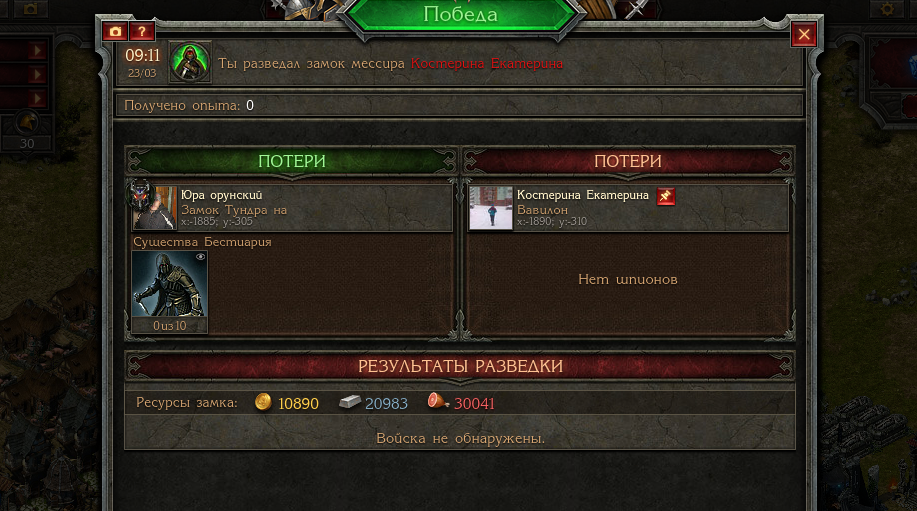 Победа
?
09:11
23/03
Ты разведал замок мессира Костерина Екатерина
Получено опыта: 0
30
ПОТЕРИ
ПОТЕРИ
Юра орунский
Замок Тундра на
x:-1885; y:-305
Костерина Екатерина
Вавилон
x:-1890; y:-310
Существа Бестиария
0 из 10
Нет шпионов
РЕЗУЛЬТАТЫ РАЗВЕДКИ
Ресурсы замка: 10890 20983 30041
Войска не обнаружены.